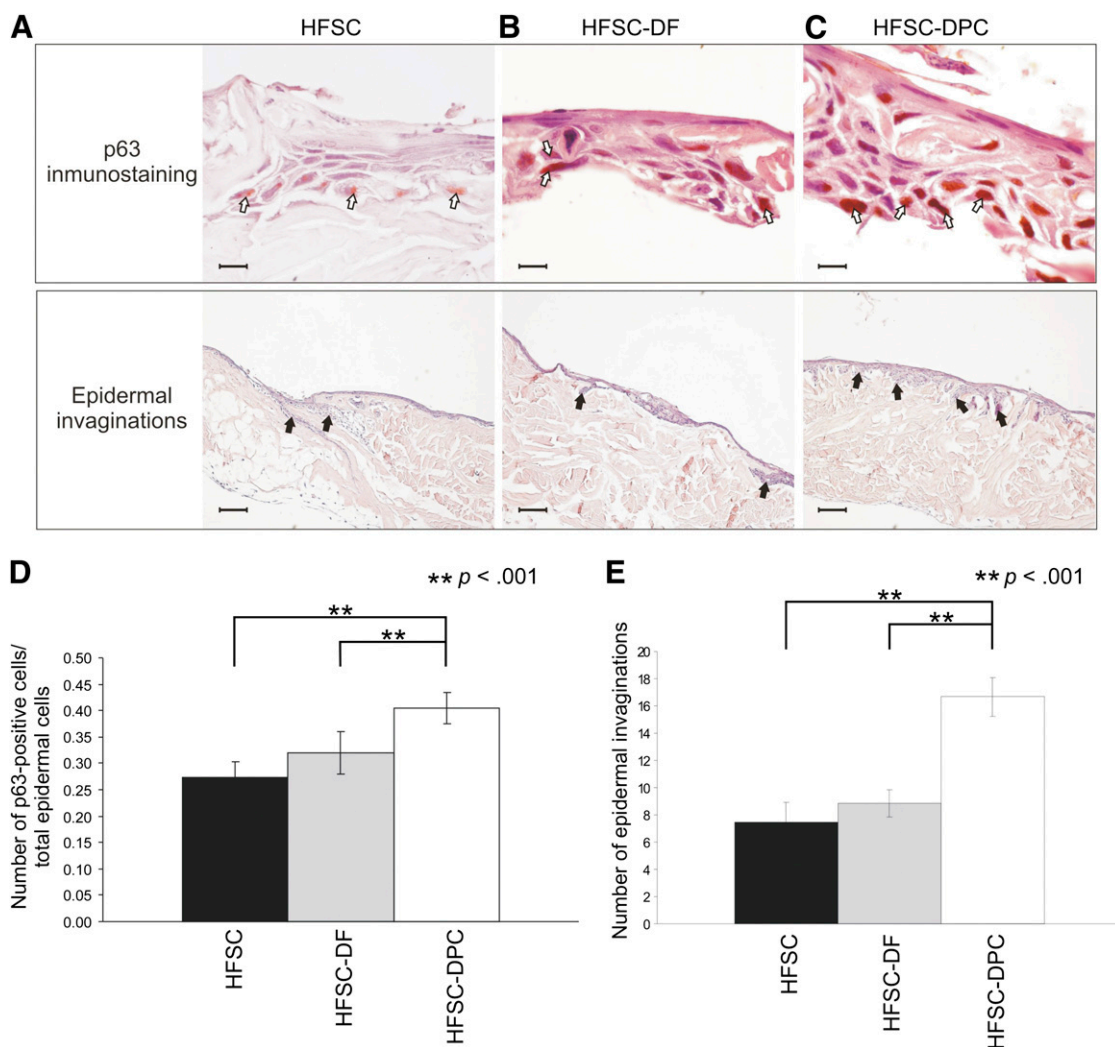 A HFSC B HFSC-DF C HFSC-DPC
p63
inmunostaining
Epidermal
invaginations
D
** p < .001
**
**
Number of p63-positive cells/
total epidermal cells
0.50
0.45
0.40
0.35
0.30
0.25
0.20
0.15
0.10
0.05
0.00
HFSC
HFSC-DF
HFSC-DPC
E
** p < .001
**
**
Number of epidermal invaginations
20
18
16
14
12
10
8
6
4
2
0
HFSC
HFSC-DF
HFSC-DPC